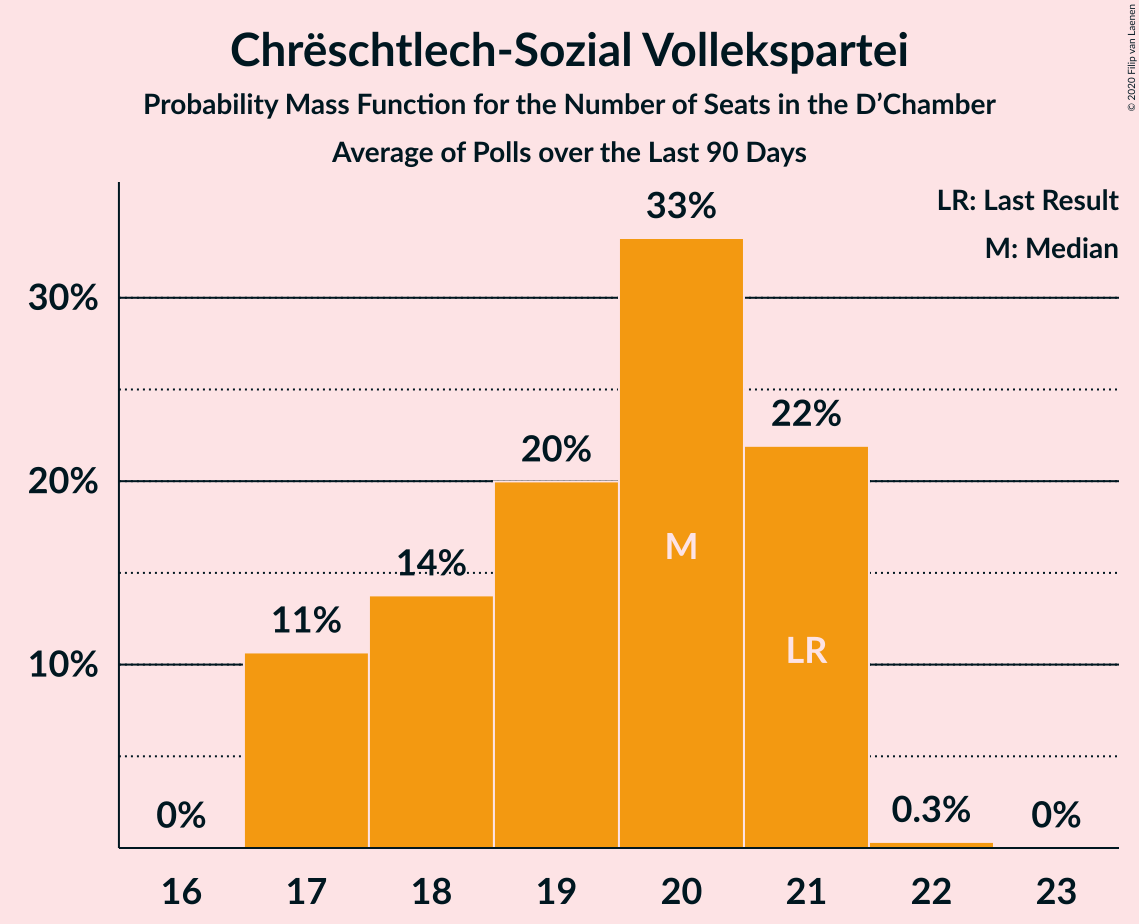 Chrëschtlech-Sozial Vollekspartei
Probability Mass Function for the Number of Seats in the D’Chamber
Average of Polls over the Last 90 Days
© 2020 Filip van Laenen
LR: Last Result
M: Median
30%
20%
10%
0%
11%
14%
20%
33%
22%
0.3%
0%
M
LR
16 17 18 19 20 21 22 23